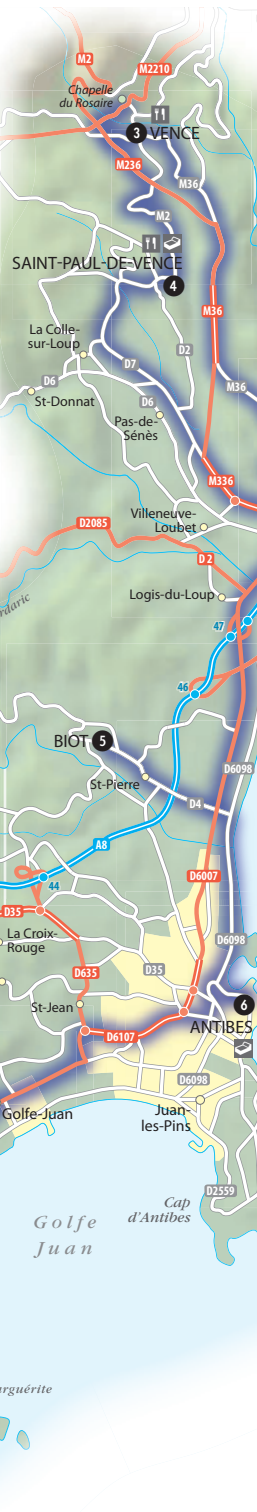 M2
M2210
Chapelle
du Rosaire
3 VENCE
M236
M36
M2
SAINT-PAUL-DE-VENCE
4
M36
La Colle-
sur-Loup
D7
D2
D6
M36
St-Donnat
D6
Pas-de-
Sénès
M336
Villeneuve-
Loubet
D2085
D2
Logis-du-Loup
47
46
BIOT 5
D6098
St-Pierre
D4
A8
D6007
44
D35
La Croix-
Rouge
D6098
D35
D635
St-Jean
6
ANTIBES
D6107
D6098
Golfe-Juan
Juan-
les-Pins
D2559
Cap
d'Antibes
Golfe
Juan